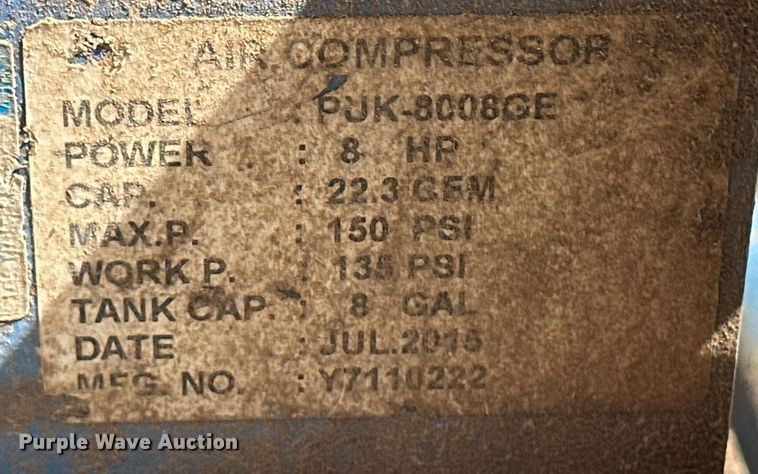 AIR COMPRESSOR
MODEL : PUK-8008GE
POWER : 8 HP
CAP. : 22.3 CFM
MAX.P. : 150 PSI
WORK P. : 135 PSI
TANK CAP. : 8 GAL
DATE : JUL.2015
MFG. NO. : Y7110222
Purple Wave Auction